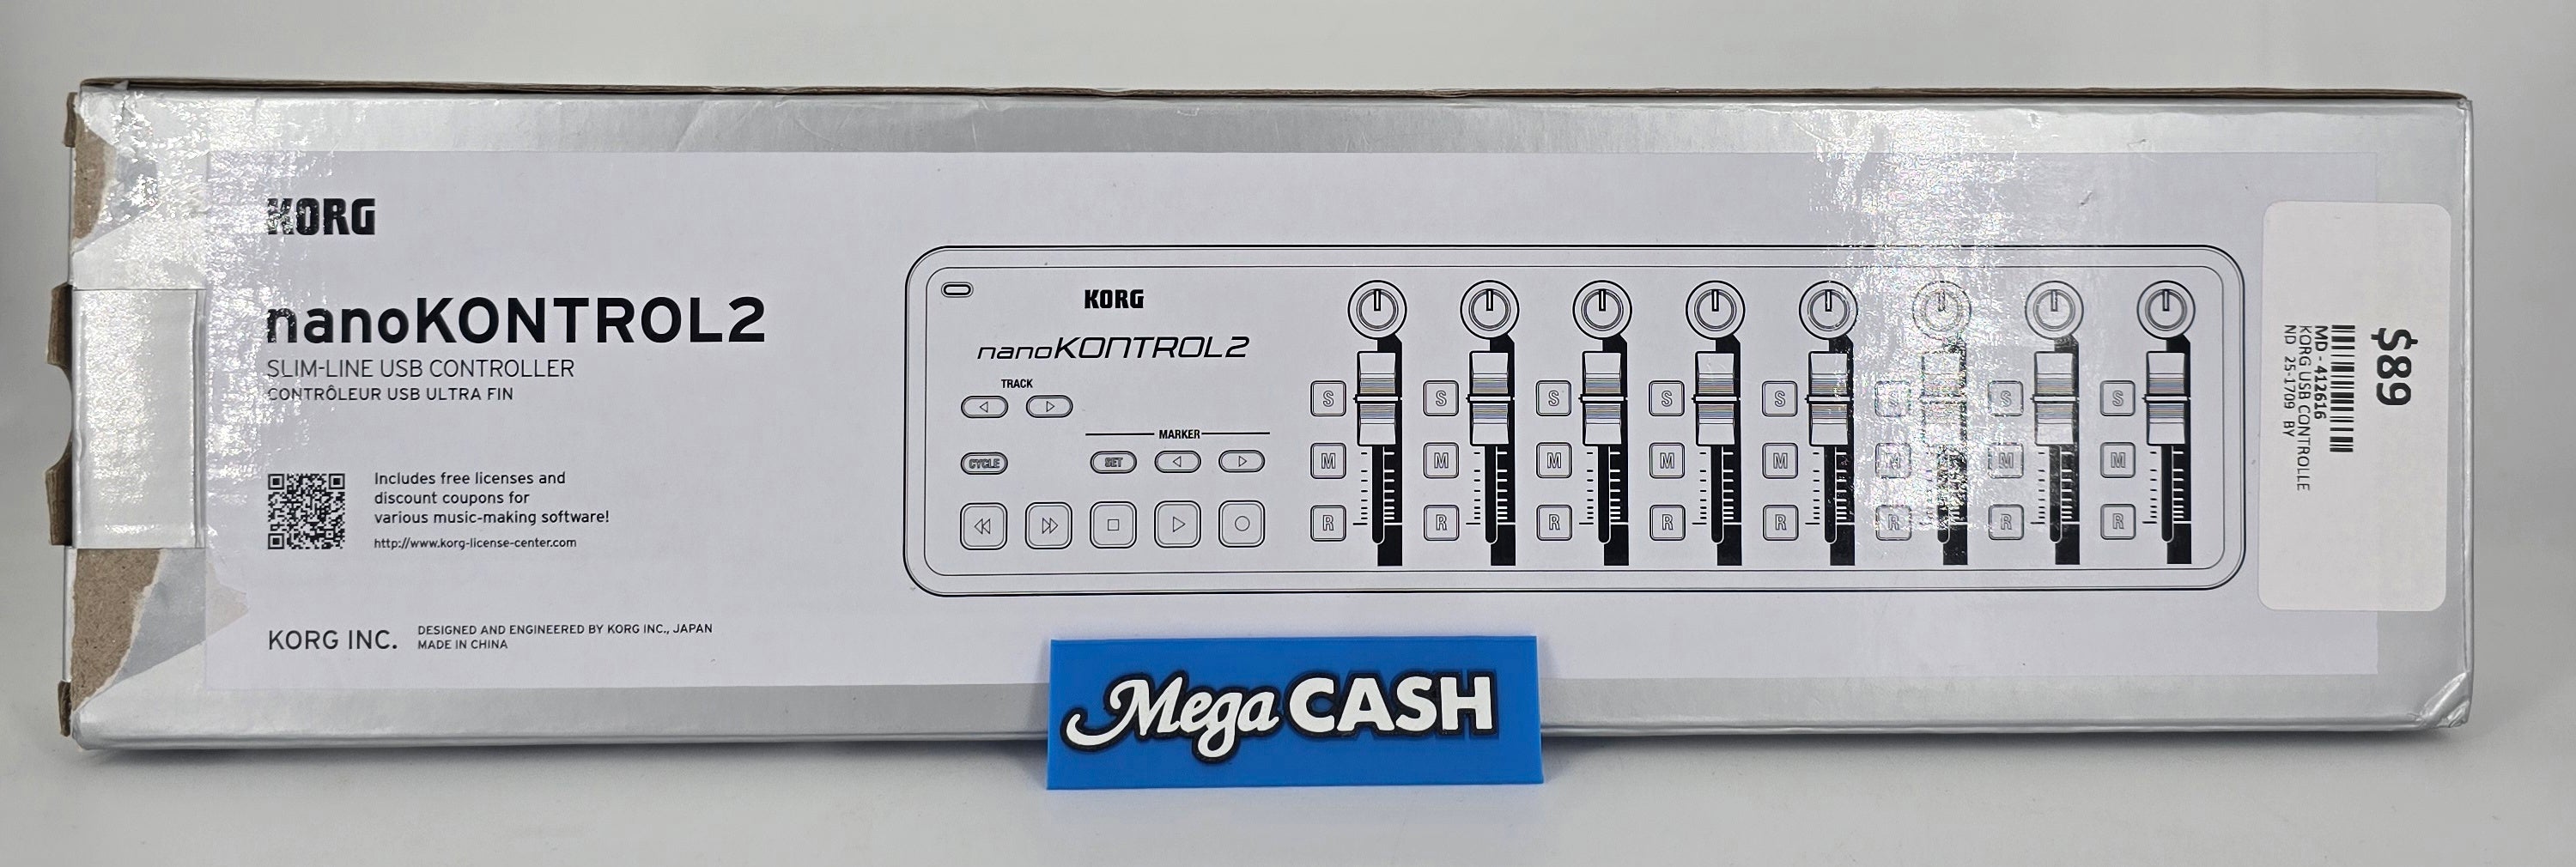 KORG
nanoKONTROL2
SLIM-LINE USB CONTROLLER
CONTRÔLEUR USB ULTRA FIN
Includes free licenses and
discount coupons for
various music-making software!
http://www.korg-license-center.com
KORG INC.
DESIGNED AND ENGINEERED BY KORG INC., JAPAN
MADE IN CHINA
KORG
nanoKONTROL2
TRACK
MARKER
CYCLE
SET
S S S S S S S
M M M M M M M M
R R R R R R R R
$89
MD-412616
KORG USB CONTROLLE
ND 25-1709 BY
Mega CASH